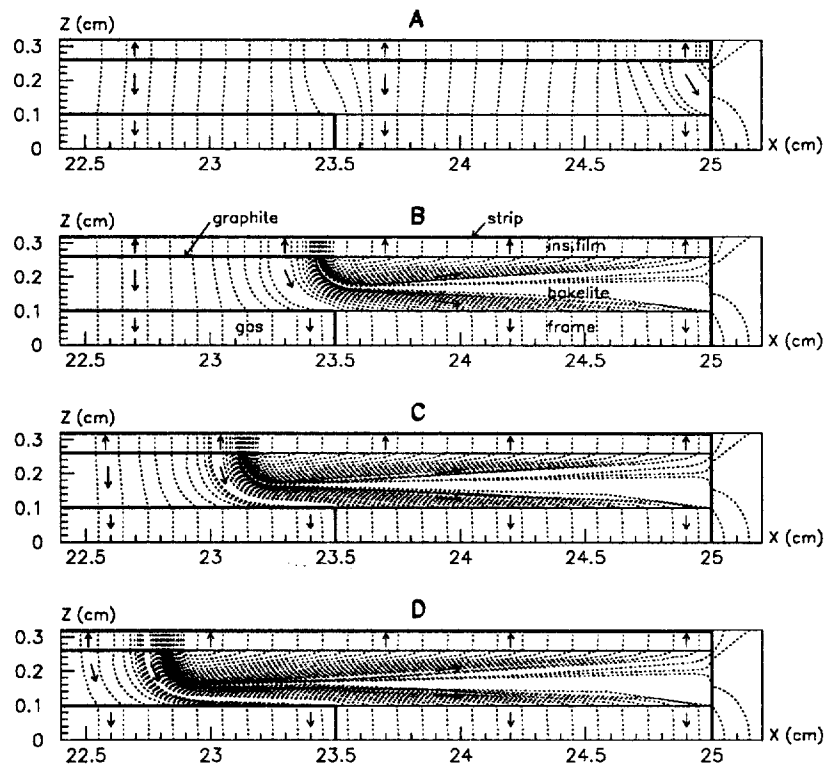 A
Z (cm)
0.3
0.2
0.1
0
22.5 23 23.5 24 24.5 25 X (cm)
B
Z (cm)
graphite
strip
0.3
ins.film
0.2
bakelite
0.1
gas
frame
0
22.5 23 23.5 24 24.5 25 X (cm)
C
Z (cm)
0.3
0.2
0.1
0
22.5 23 23.5 24 24.5 25 X (cm)
D
Z (cm)
0.3
0.2
0.1
0
22.5 23 23.5 24 24.5 25 X (cm)